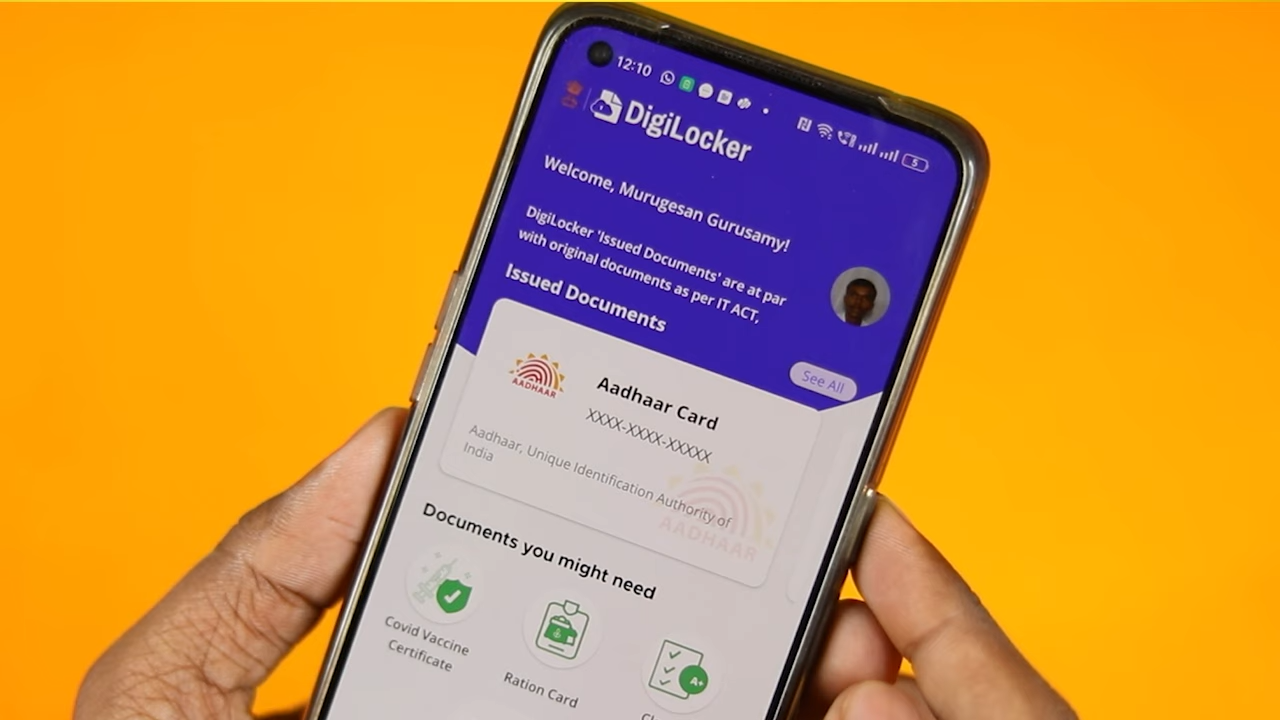 12:10
5
DigiLocker
Welcome, Murugesan Gurusamy!
DigiLocker 'Issued Documents' are at par
with original documents as per IT ACT,
Issued Documents
See All
AADHAAR
Aadhaar Card
XXXX-XXXX-XXXXX
Aadhaar, Unique Identification Authority of
India
AADHAAR
Documents you might need
Covid Vaccine
Certificate
Ration Card
A+